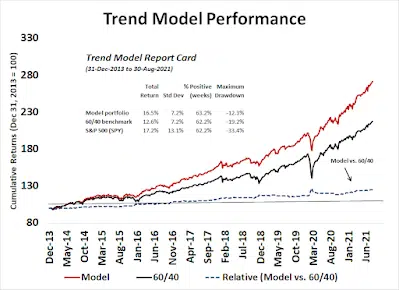 Trend Model Performance
Cumulative Returns (Dec 31, 2013 = 100)
330
280
230
180
130
80
Trend Model Report Card
(31-Dec-2013 to 30-Aug-2021)
Total Return Std Dev % Positive (weeks) Maximum Drawdown
Model portfolio 16.5% 7.2% 63.2% -12.1%
60/40 benchmark 12.6% 7.2% 62.2% -19.2%
S&P 500 (SPY) 17.2% 13.1% 62.2% -33.4%
Model vs. 60/40
Dec-13 May-14 Oct-14 Mar-15 Aug-15 Jan-16 Jun-16 Nov-16 Apr-17 Sep-17 Feb-18 Jul-18 Dec-18 May-19 Oct-19 Mar-20 Aug-20 Jan-21 Jun-21
Model 60/40 Relative (Model vs. 60/40)